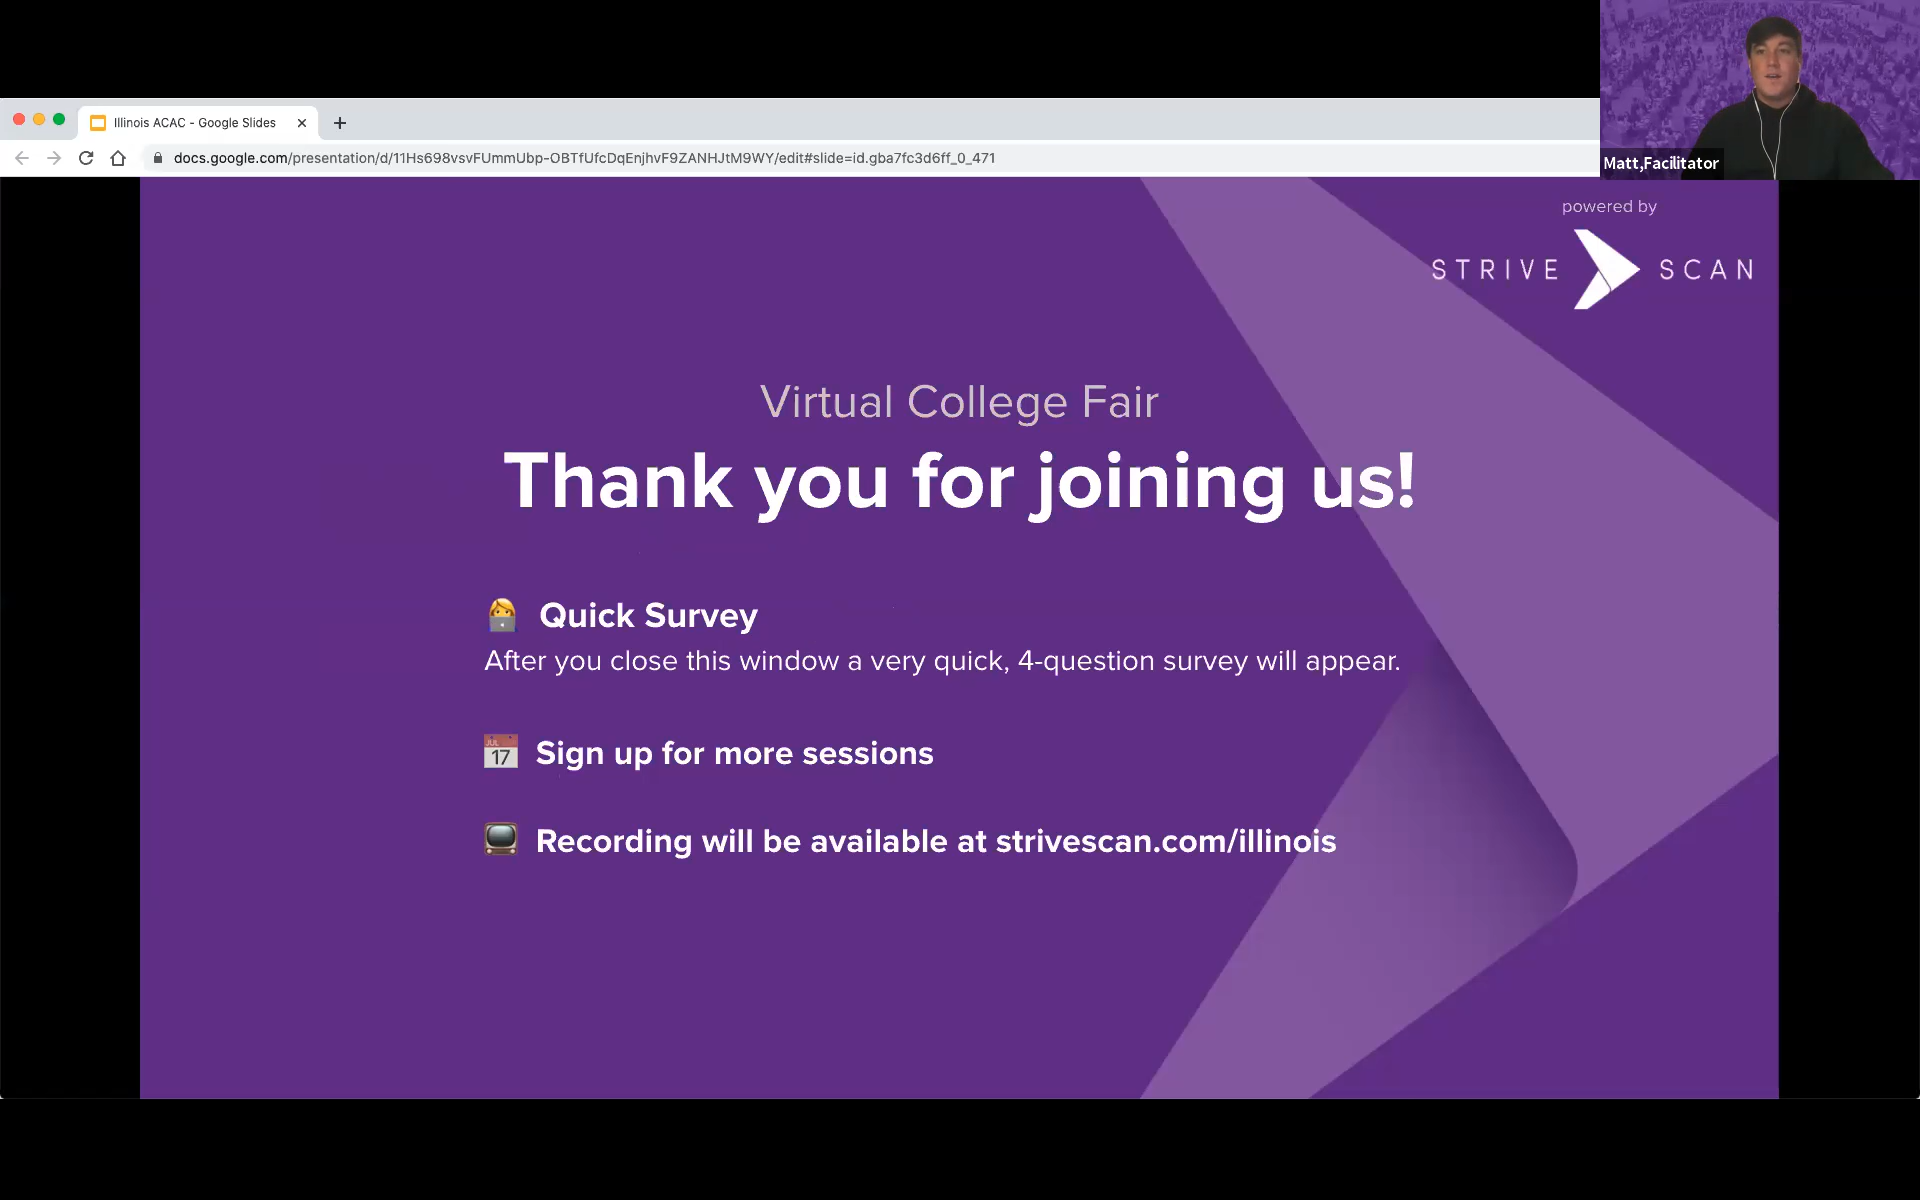 Illinois ACAC - Google Slides
docs.google.com/presentation/d/11Hs698vsvFUmmUbp-OBTfUfcDqEnjhvF9ZANHJtM9WY/edit#slide=id.gba7fc3d6ff_0_471
Matt,Facilitator
powered by
STRIVE SCAN
Virtual College Fair
Thank you for joining us!
Quick Survey
After you close this window a very quick, 4-question survey will appear.
JUL
17
Sign up for more sessions
Recording will be available at strivescan.com/illinois